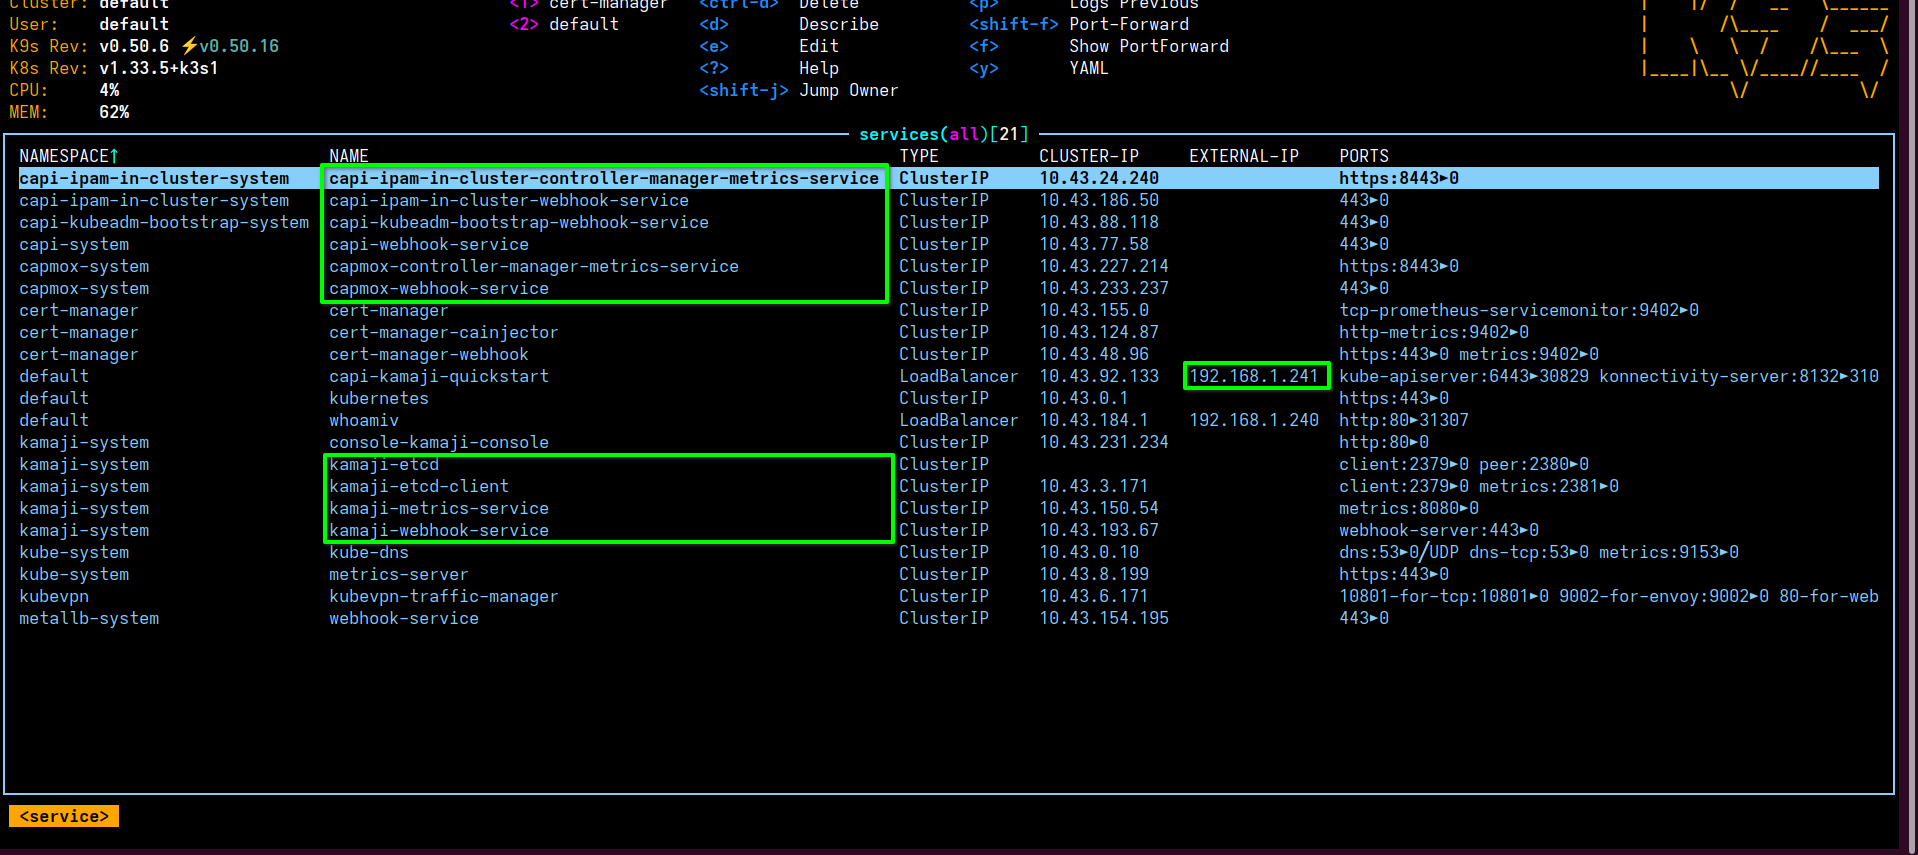 Cluster: default <1> cert-manager <ctrl-d> Delete <p> Logs Previous
User: default <2> default <d> Describe <shift-f> Port-Forward
K9s Rev: v0.50.6 ⚡v0.50.16 <e> Edit <f> Show PortForward
K8s Rev: v1.33.5+k3s1 <?> Help <y> YAML
CPU: 4% <shift-j> Jump Owner
MEM: 62%
services(all)[21]
NAMESPACE↑ NAME TYPE CLUSTER-IP EXTERNAL-IP PORTS
capi-ipam-in-cluster-system capi-ipam-in-cluster-controller-manager-metrics-service ClusterIP 10.43.24.240 https:8443►0
capi-ipam-in-cluster-system capi-ipam-in-cluster-webhook-service ClusterIP 10.43.186.50 443►0
capi-kubeadm-bootstrap-system capi-kubeadm-bootstrap-webhook-service ClusterIP 10.43.88.118 443►0
capi-system capi-webhook-service ClusterIP 10.43.77.58 443►0
capmox-system capmox-controller-manager-metrics-service ClusterIP 10.43.227.214 https:8443►0
capmox-system capmox-webhook-service ClusterIP 10.43.233.237 443►0
cert-manager cert-manager ClusterIP 10.43.155.0 tcp-prometheus-servicemonitor:9402►0
cert-manager cert-manager-cainjector ClusterIP 10.43.124.87 http-metrics:9402►0
cert-manager cert-manager-webhook ClusterIP 10.43.48.96 https:443►0 metrics:9402►0
default capi-kamaji-quickstart LoadBalancer 10.43.92.133 192.168.1.241 kube-apiserver:6443►30829 konnectivity-server:8132►310
default kubernetes ClusterIP 10.43.0.1 https:443►0
default whoamiv LoadBalancer 10.43.184.1 192.168.1.240 http:80►31307
kamaji-system console-kamaji-console ClusterIP 10.43.231.234 http:80►0
kamaji-system kamaji-etcd ClusterIP client:2379►0 peer:2380►0
kamaji-system kamaji-etcd-client ClusterIP 10.43.3.171 client:2379►0 metrics:2381►0
kamaji-system kamaji-metrics-service ClusterIP 10.43.150.54 metrics:8080►0
kamaji-system kamaji-webhook-service ClusterIP 10.43.193.67 webhook-server:443►0
kube-system kube-dns ClusterIP 10.43.0.10 dns:53►0╱UDP dns-tcp:53►0 metrics:9153►0
kube-system metrics-server ClusterIP 10.43.8.199 https:443►0
kubevpn kubevpn-traffic-manager ClusterIP 10.43.6.171 10801-for-tcp:10801►0 9002-for-envoy:9002►0 80-for-web
metallb-system webhook-service ClusterIP 10.43.154.195 443►0
<service>